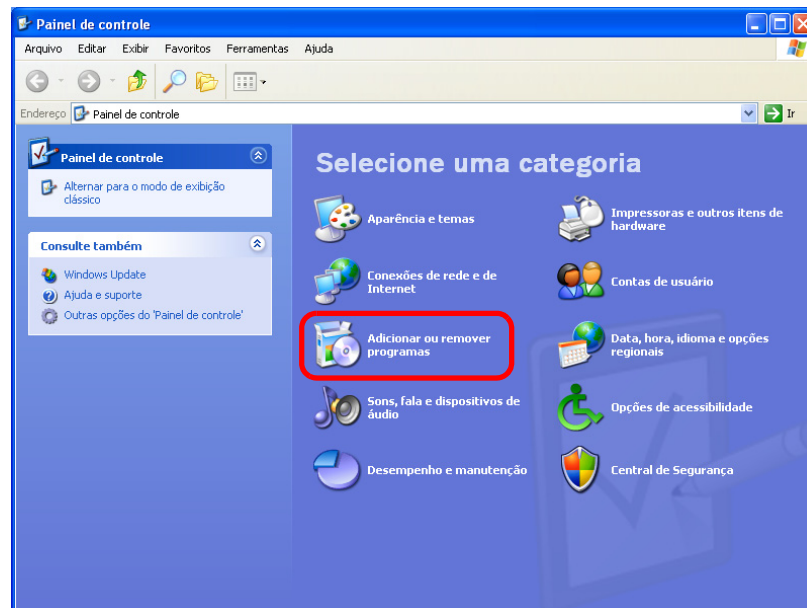 Painel de controle
Arquivo Editar Exibir Favoritos Ferramentas Ajuda
Endereço Painel de controle Ir
Painel de controle
Alternar para o modo de exibição
clássico
Consulte também
Windows Update
Ajuda e suporte
Outras opções do 'Painel de controle'
Selecione uma categoria
Aparência e temas
Impressoras e outros itens de
hardware
Conexões de rede e de
Internet
Contas de usuário
Adicionar ou remover
programas
Data, hora, idioma e opções
regionais
Sons, fala e dispositivos de
áudio
Opções de acessibilidade
Desempenho e manutenção
Central de Segurança